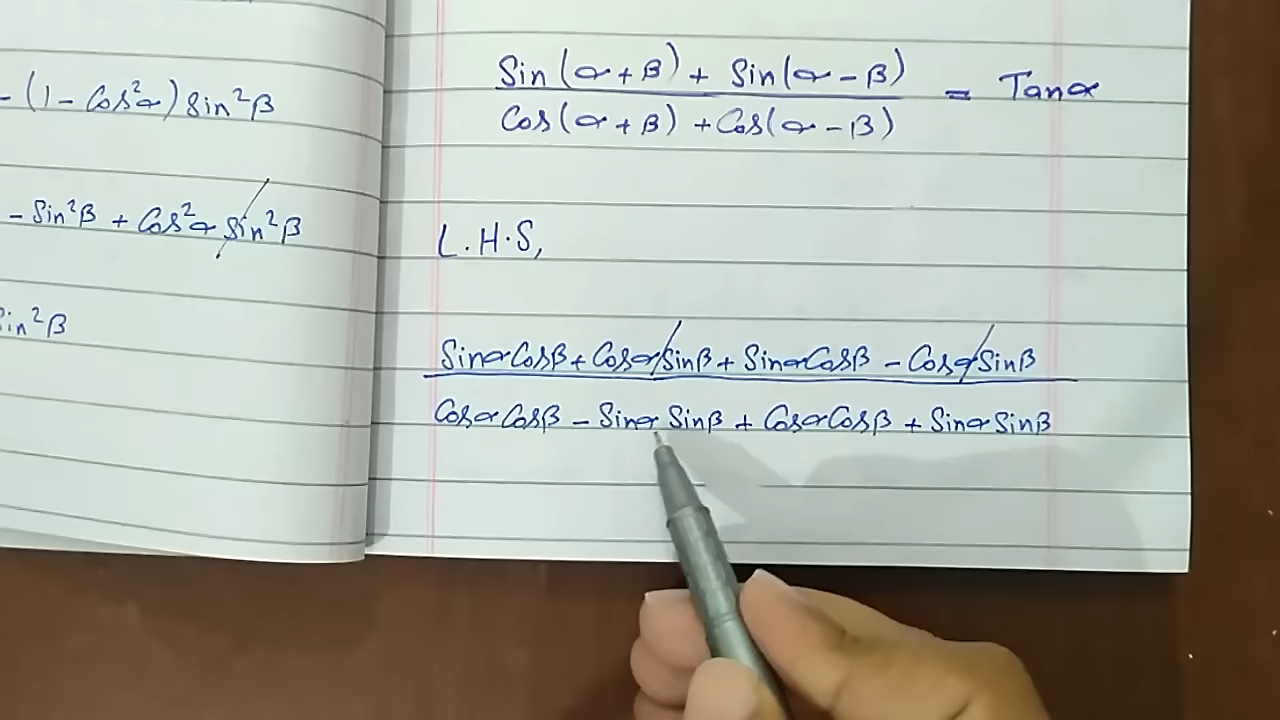 - (1 - Cos²α) Sin²β
- Sin²β + Cos²α Sin²β
Sin²β
Sin(α + β) + Sin(α - β)
Cos(α + β) + Cos(α - β)
= Tanα
L.H.S,
SinαCosβ + CosαSinβ + SinαCosβ - CosαSinβ
CosαCosβ - SinαSinβ + CosαCosβ + SinαSinβ